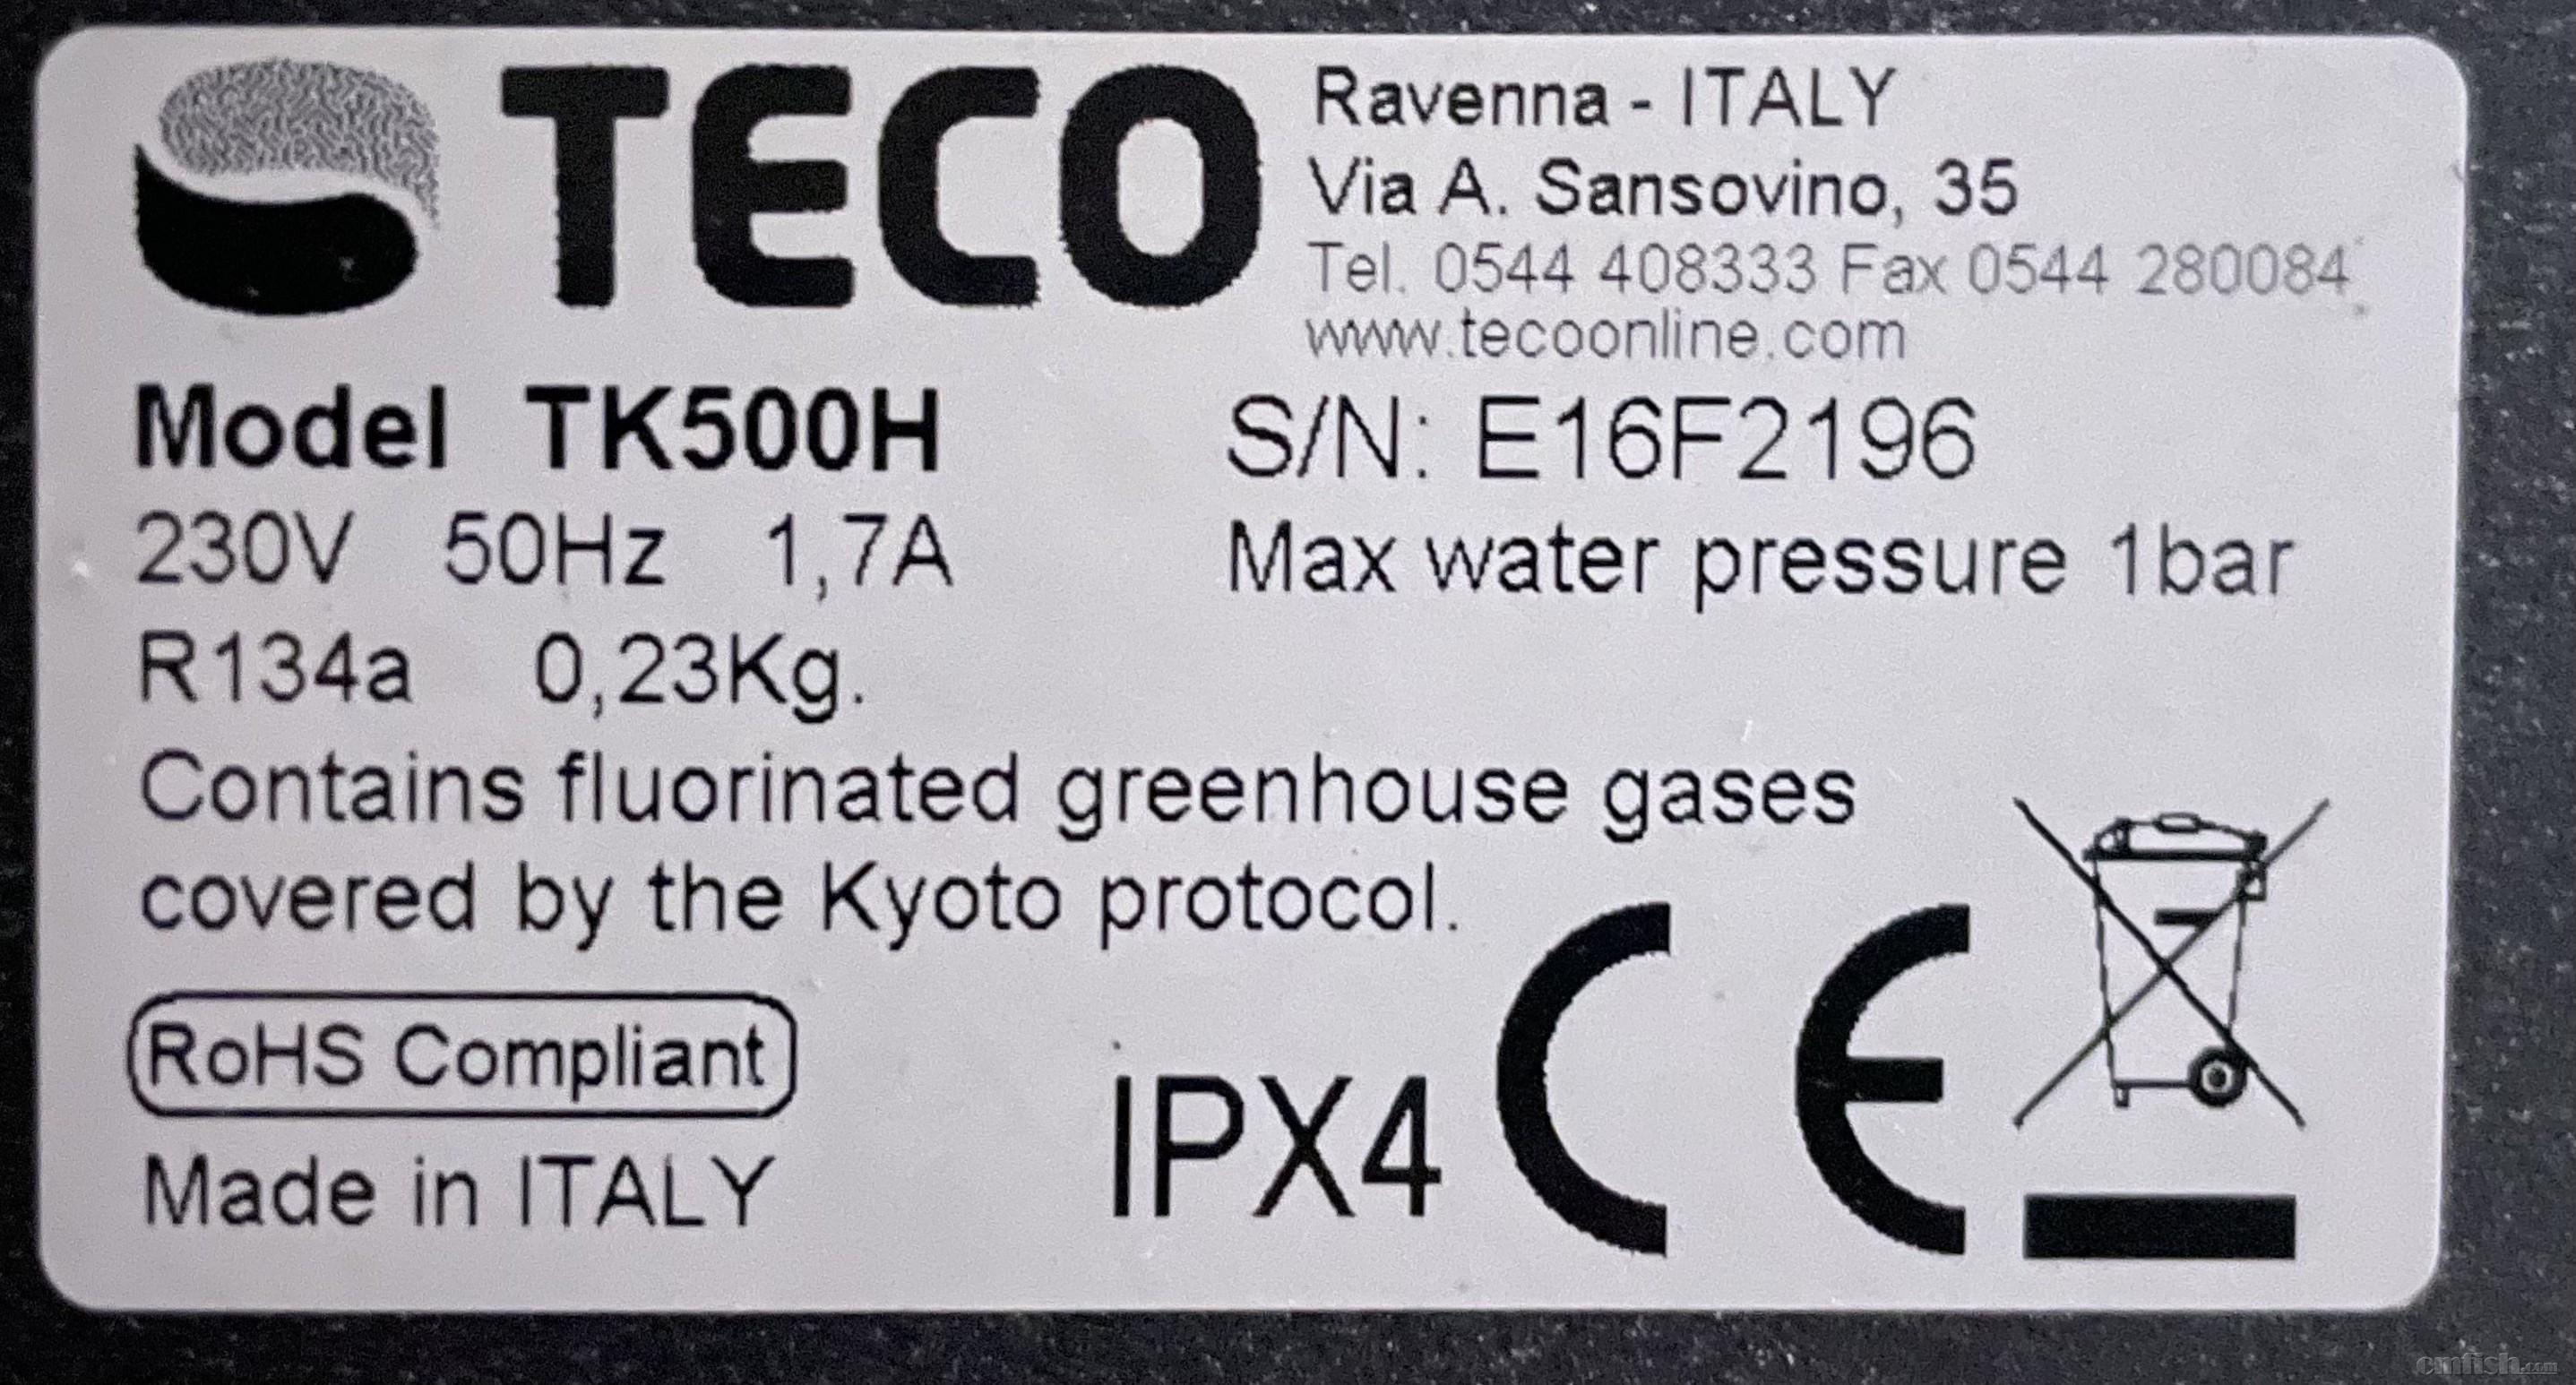 TECO
Ravenna - ITALY
Via A. Sansovino, 35
Tel. 0544 408333 Fax 0544 280084
www.tecoonline.com
Model TK500H
S/N: E16F2196
230V 50Hz 1,7A
Max water pressure 1bar
R134a 0,23Kg.
Contains fluorinated greenhouse gases
covered by the Kyoto protocol.
RoHS Compliant
IPX4
CE
Made in ITALY
cmfish.com